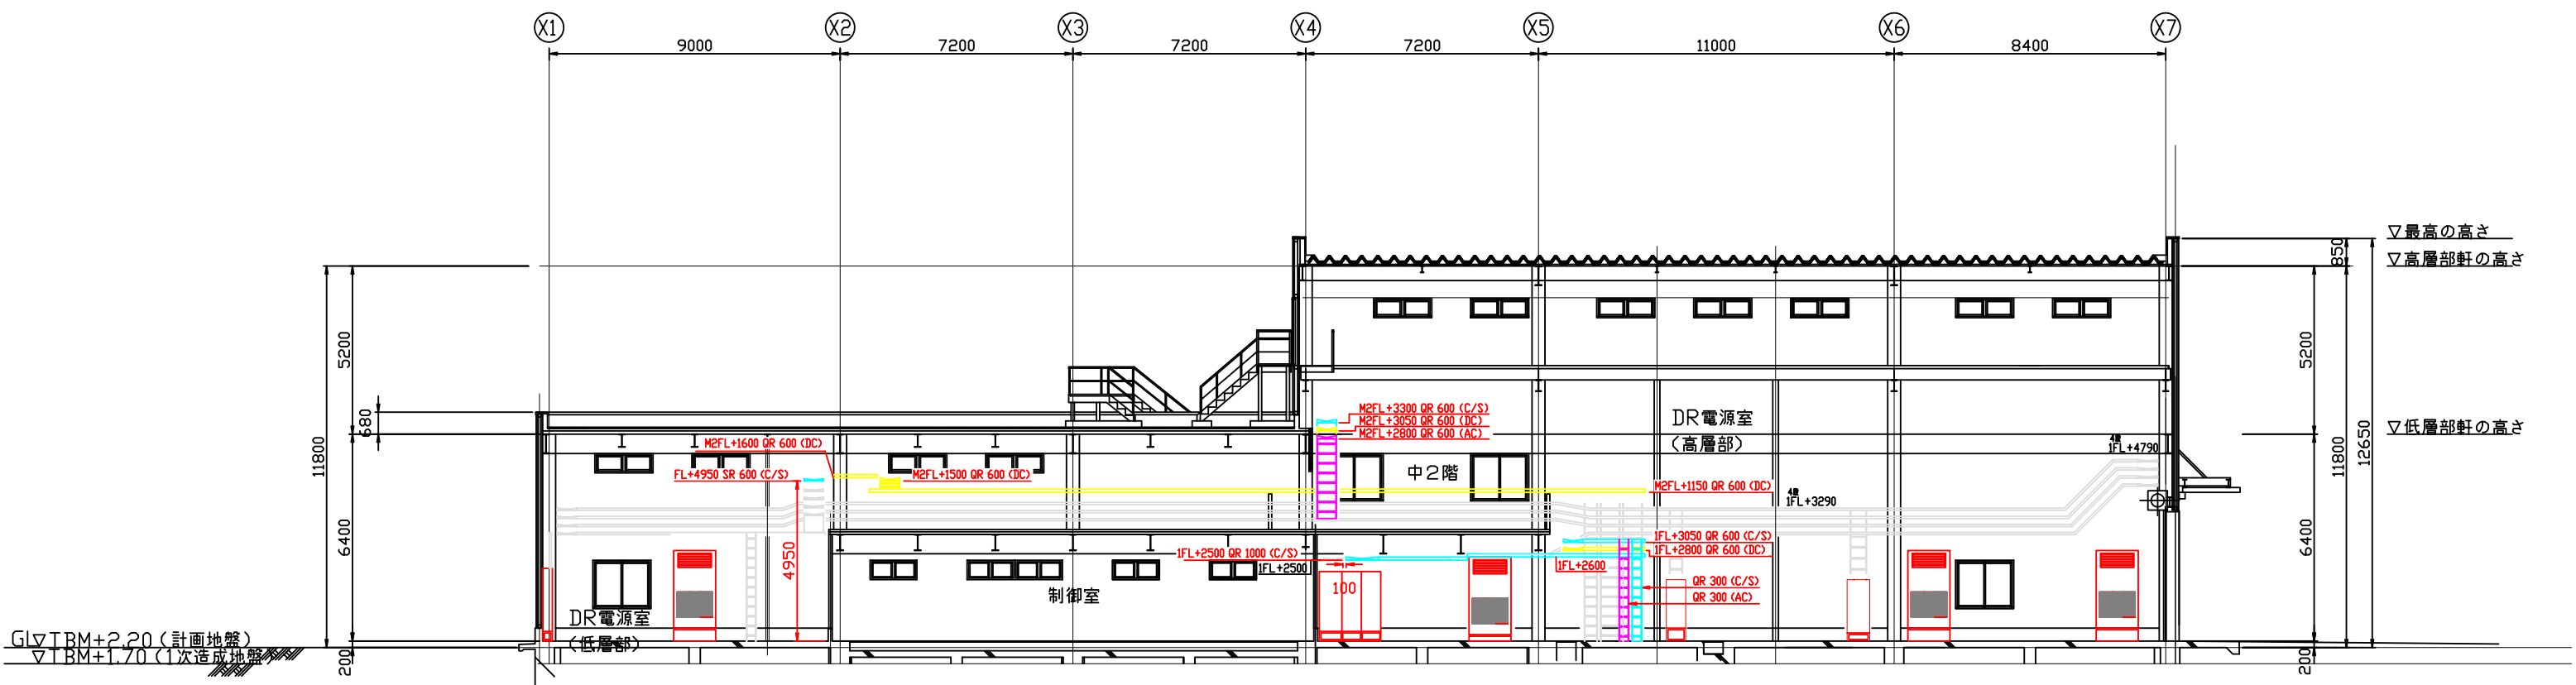 X1 X2 X3 X4 X5 X6 X7
9000 7200 7200 7200 11000 8400
▽最高の高さ
850
▽高層部軒の高さ
5200
11800
680
6400
200
5200
11800
12650
6400
200
▽低層部軒の高さ
M2FL+3300 QR 600 (C/S)
M2FL+3050 QR 600 (DC)
M2FL+2800 QR 600 (AC)
DR電源室
(高層部)
中2階
M2FL+1600 QR 600 (DC)
FL+4950 SR 600 (C/S)
M2FL+1500 QR 600 (DC)
M2FL+1150 QR 600 (DC)
4段
1FL+4790
4段
1FL+3290
4950
1FL+2500 QR 1000 (C/S)
1FL+2500
1FL+3050 QR 600 (C/S)
1FL+2800 QR 600 (DC)
1FL+2600
QR 300 (C/S)
QR 300 (AC)
100
制御室
DR電源室
(低層部)
GL▽TBM+2.20 (計画地盤)
▽TBM+1.70 (1次造成地盤)